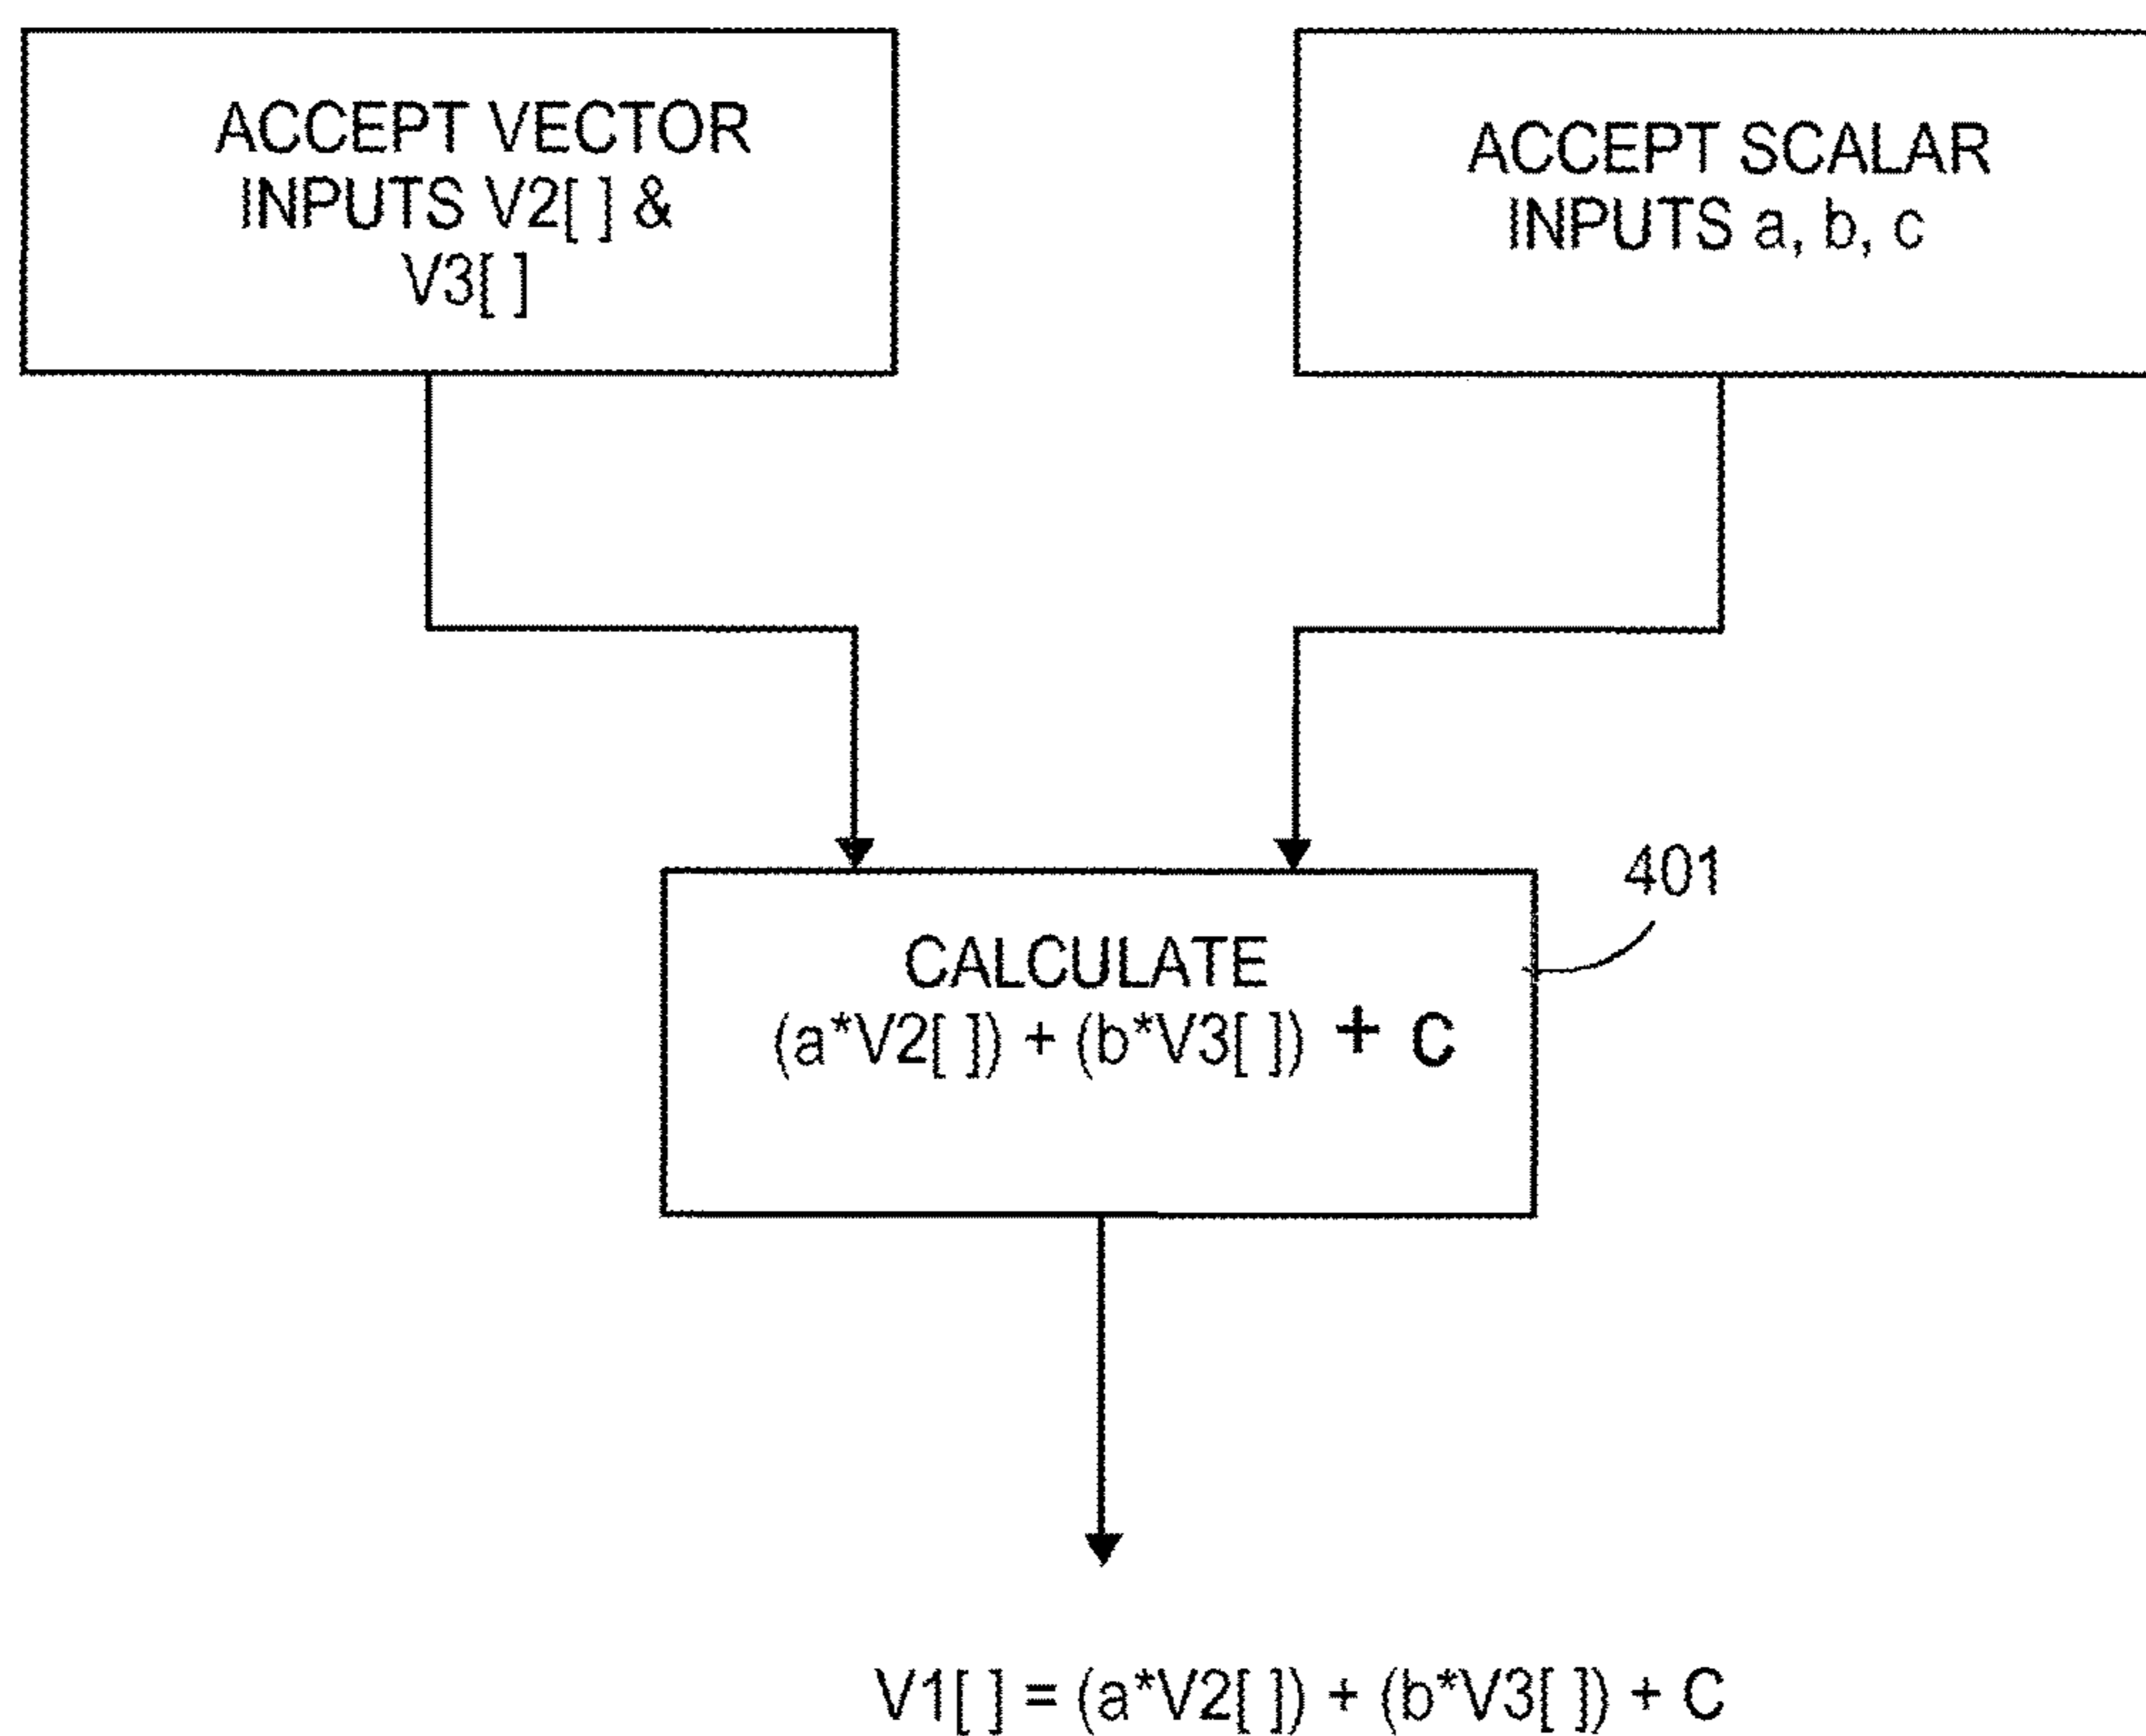 ACCEPT VECTOR
INPUTS V2[ ] &
V3[ ]
ACCEPT SCALAR
INPUTS a, b, c
401
CALCULATE
(a*V2[ ]) + (b*V3[ ]) + c
V1[ ] = (a*V2[ ]) + (b*V3[ ]) + C